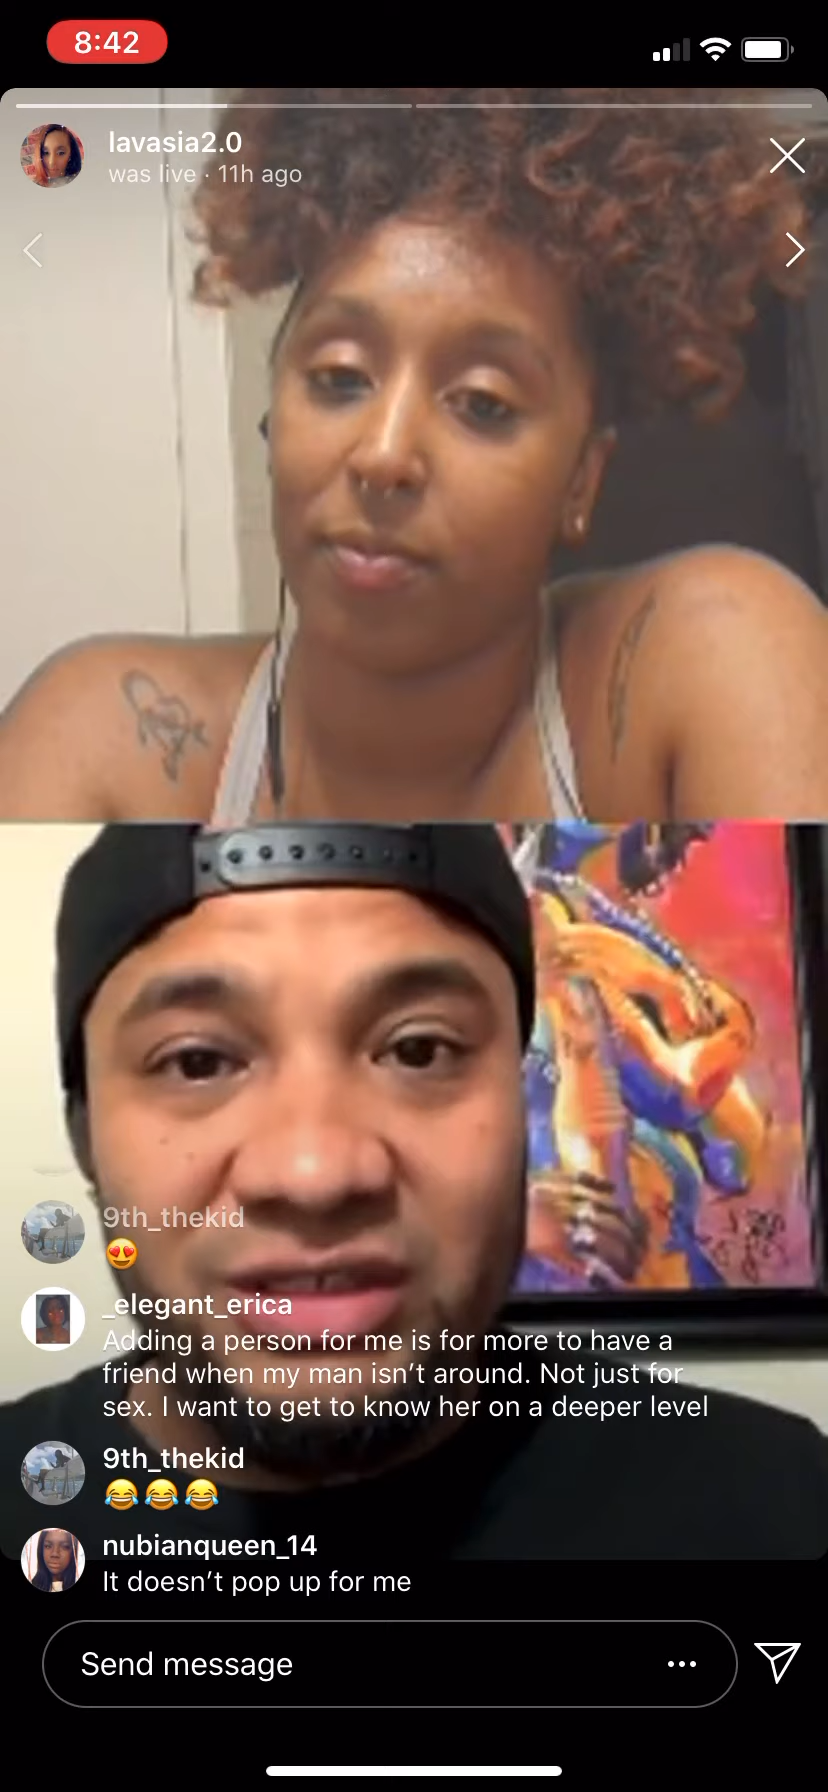 8:42
lavasia2.0
was live · 11h ago
9th_thekid
😍
_elegant_erica
Adding a person for me is for more to have a
friend when my man isn't around. Not just for
sex. I want to get to know her on a deeper level
9th_thekid
😂😂😂
nubianqueen_14
It doesn't pop up for me
Send message